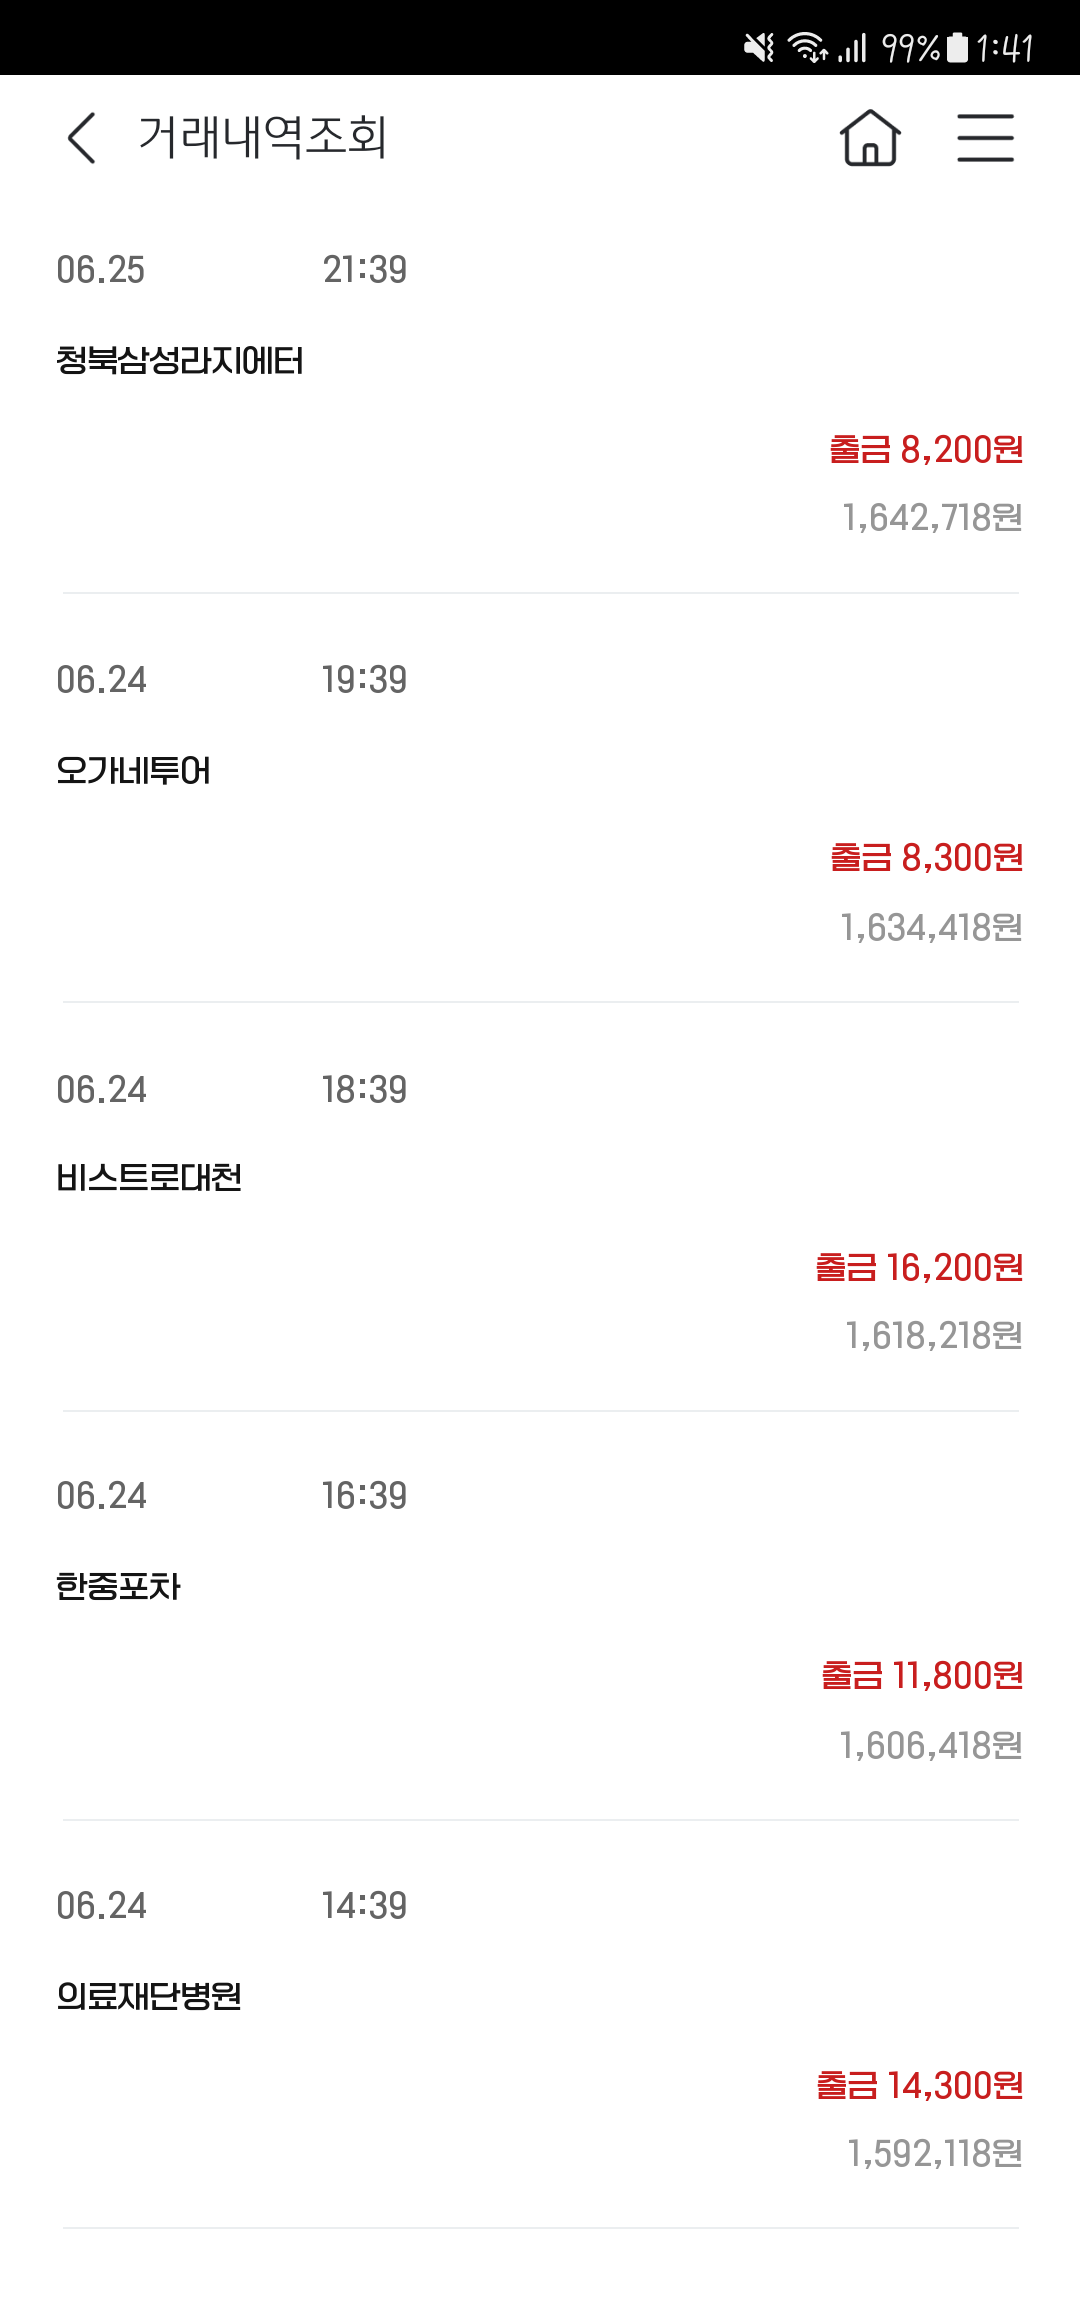 99% 1:41
거래내역조회
06.25 21:39
청북삼성라지에터
출금 8,200원
1,642,718원
06.24 19:39
오가네투어
출금 8,300원
1,634,418원
06.24 18:39
비스트로대천
출금 16,200원
1,618,218원
06.24 16:39
한중포차
출금 11,800원
1,606,418원
06.24 14:39
의료재단병원
출금 14,300원
1,592,118원